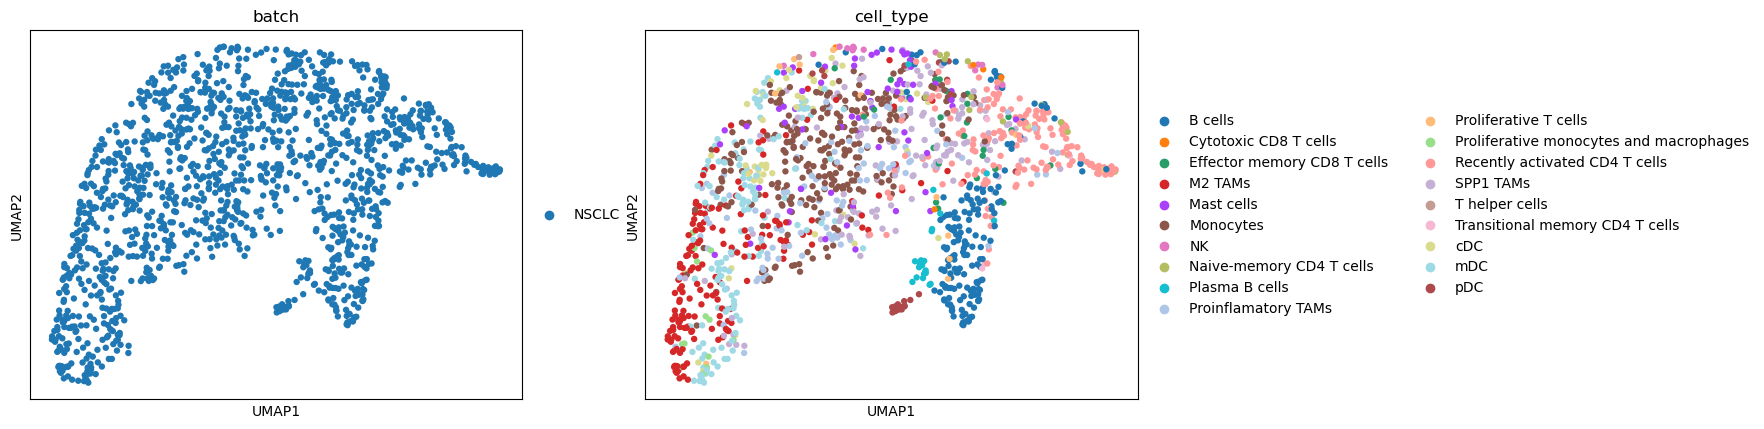 batch
UMAP2
UMAP1
NSCLC
cell_type
UMAP2
UMAP1
B cells
Cytotoxic CD8 T cells
Effector memory CD8 T cells
M2 TAMs
Mast cells
Monocytes
NK
Naive-memory CD4 T cells
Plasma B cells
Proinflamatory TAMs
Proliferative T cells
Proliferative monocytes and macrophages
Recently activated CD4 T cells
SPP1 TAMs
T helper cells
Transitional memory CD4 T cells
cDC
mDC
pDC